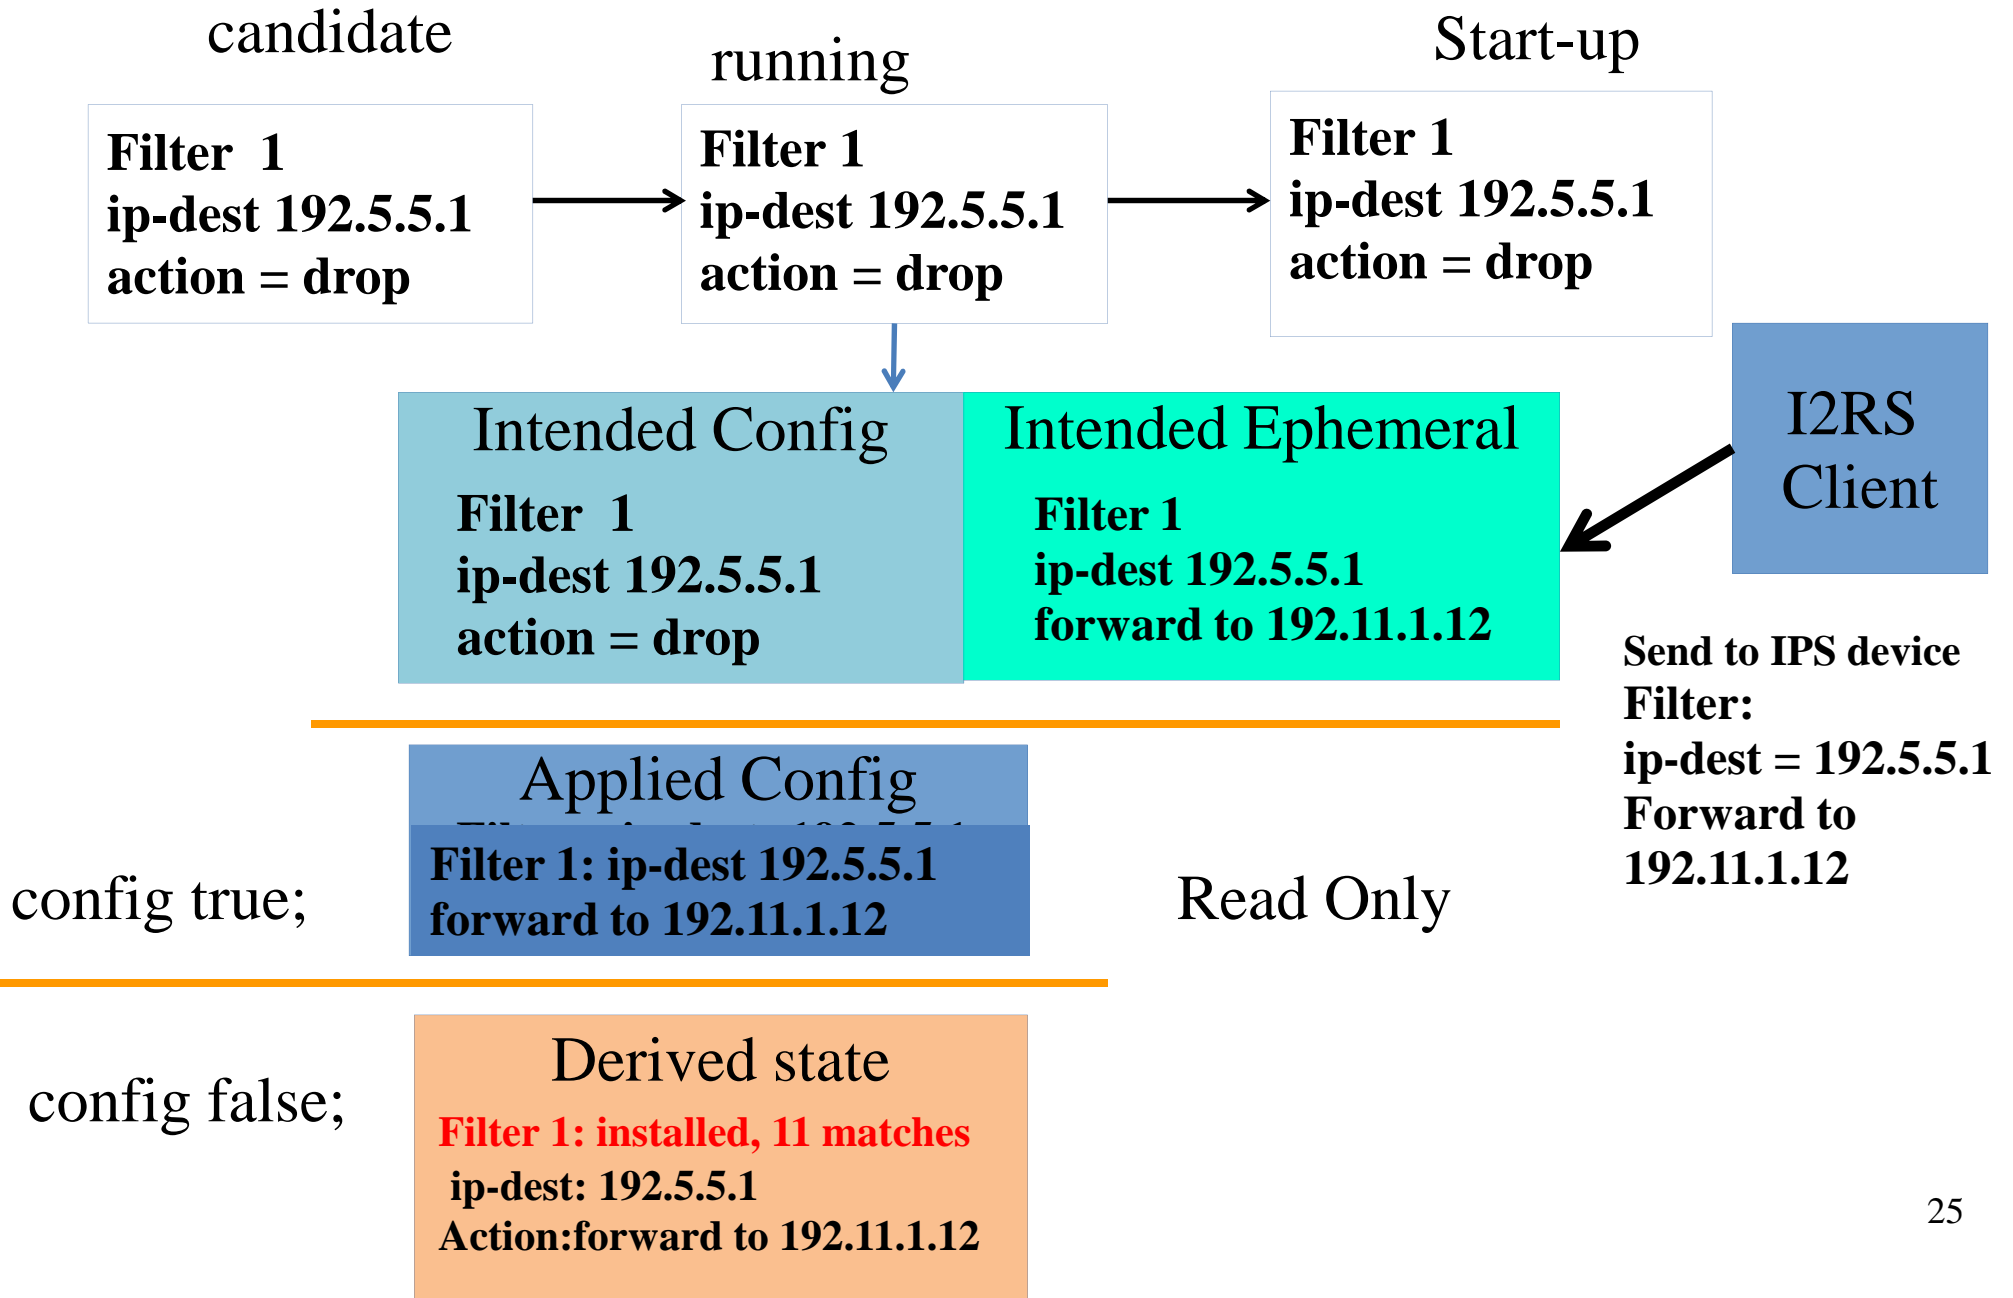 candidate
running
Start-up
Filter 1
ip-dest 192.5.5.1
action = drop
Filter 1
ip-dest 192.5.5.1
action = drop
Filter 1
ip-dest 192.5.5.1
action = drop
Intended Config
Filter 1
ip-dest 192.5.5.1
action = drop
Intended Ephemeral
Filter 1
ip-dest 192.5.5.1
forward to 192.11.1.12
I2RS
Client
Send to IPS device
Filter:
ip-dest = 192.5.5.1
Forward to
192.11.1.12
Applied Config
Filter 1: ip-dest 192.5.5.1
forward to 192.11.1.12
config true;
Read Only
config false;
Derived state
Filter 1: installed, 11 matches
ip-dest: 192.5.5.1
Action:forward to 192.11.1.12
25